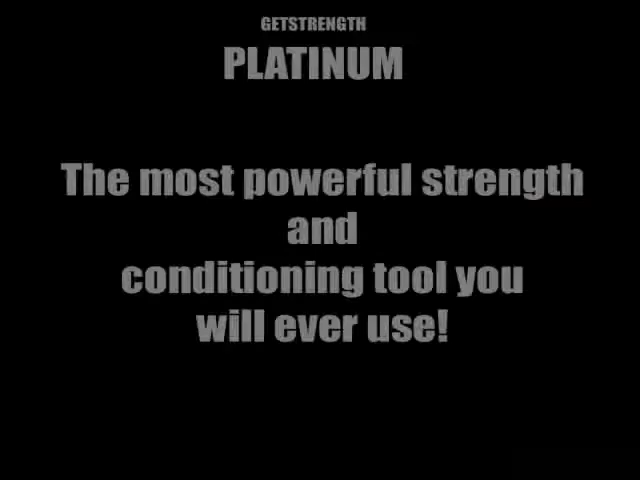 GETSTRENGTH
PLATINUM
The most powerful strength
and
conditioning tool you
will ever use!